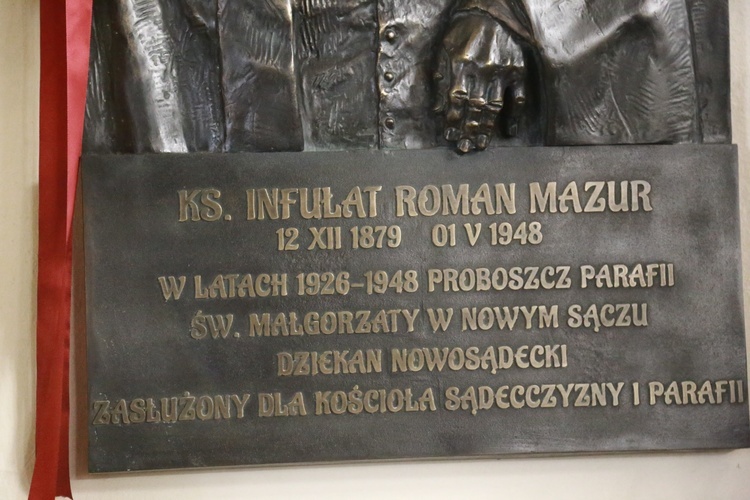 KS. INFUŁAT ROMAN MAZUR
12 XII 1879 01 V 1948
W LATACH 1926-1948 PROBOSZCZ PARAFII
ŚW. MAŁGORZATY W NOWYM SĄCZU
DZIEKAN NOWOSĄDECKI
ZASŁUŻONY DLA KOŚCIOŁA SĄDECCZYZNY I PARAFII